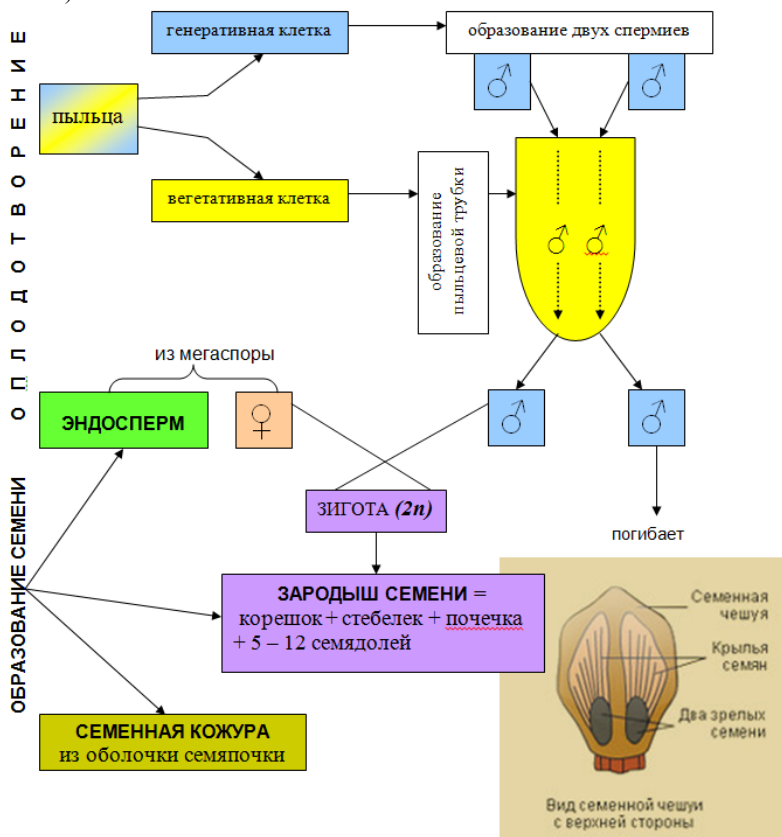 )
ОПЛОДОТВОРЕНИЕ
генеративная клетка
образование двух спермиев
♂ ♂
пыльца
вегетативная клетка
образование
пыльцевой трубки
♂ ♂
из мегаспоры
ЭНДОСПЕРМ
♀
♂ ♂
ЗИГОТА (2n)
погибает
ОБРАЗОВАНИЕ СЕМЕНИ
ЗАРОДЫШ СЕМЕНИ =
корешок + стебелек + почечка
+ 5 – 12 семядолей
СЕМЕННАЯ КОЖУРА
из оболочки семяпочки
Семенная
чешуя
Крылья
семян
Два зрелых
семени
Вид семенной чешуи
с верхней стороны